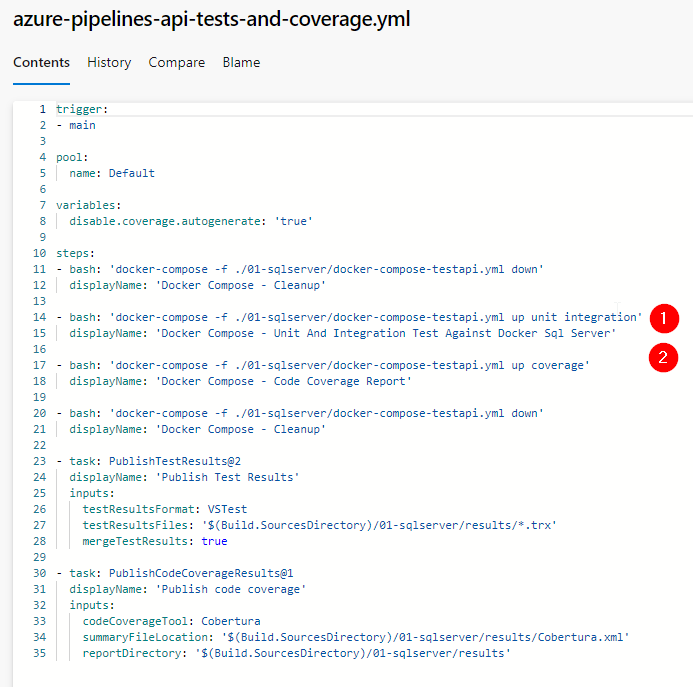 azure-pipelines-api-tests-and-coverage.yml
Contents History Compare Blame
1 trigger:
2 - main
3
4 pool:
5 name: Default
6
7 variables:
8 disable.coverage.autogenerate: 'true'
9
10 steps:
11 - bash: 'docker-compose -f ./01-sqlserver/docker-compose-testapi.yml down'
12 displayName: 'Docker Compose - Cleanup'
13
14 - bash: 'docker-compose -f ./01-sqlserver/docker-compose-testapi.yml up unit integration' 1
15 displayName: 'Docker Compose - Unit And Integration Test Against Docker Sql Server'
16 2
17 - bash: 'docker-compose -f ./01-sqlserver/docker-compose-testapi.yml up coverage'
18 displayName: 'Docker Compose - Code Coverage Report'
19
20 - bash: 'docker-compose -f ./01-sqlserver/docker-compose-testapi.yml down'
21 displayName: 'Docker Compose - Cleanup'
22
23 - task: PublishTestResults@2
24 displayName: 'Publish Test Results'
25 inputs:
26 testResultsFormat: VSTest
27 testResultsFiles: '$(Build.SourcesDirectory)/01-sqlserver/results/*.trx'
28 mergeTestResults: true
29
30 - task: PublishCodeCoverageResults@1
31 displayName: 'Publish code coverage'
32 inputs:
33 codeCoverageTool: Cobertura
34 summaryFileLocation: '$(Build.SourcesDirectory)/01-sqlserver/results/Cobertura.xml'
35 reportDirectory: '$(Build.SourcesDirectory)/01-sqlserver/results'